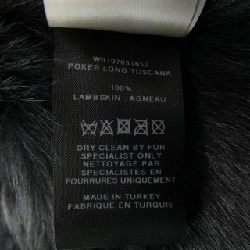 POKER LONG TUSCANA
100%
LAMBSKIN, AGNEAU
DRY CLEAN BY FUR
SPECIALIST ONLY
NETTOYAGE PAR
SPECIALIST EN
FOURRURES UNIQUEMENT
MADE IN TURKEY
FABRIQUE EN TURQUIE